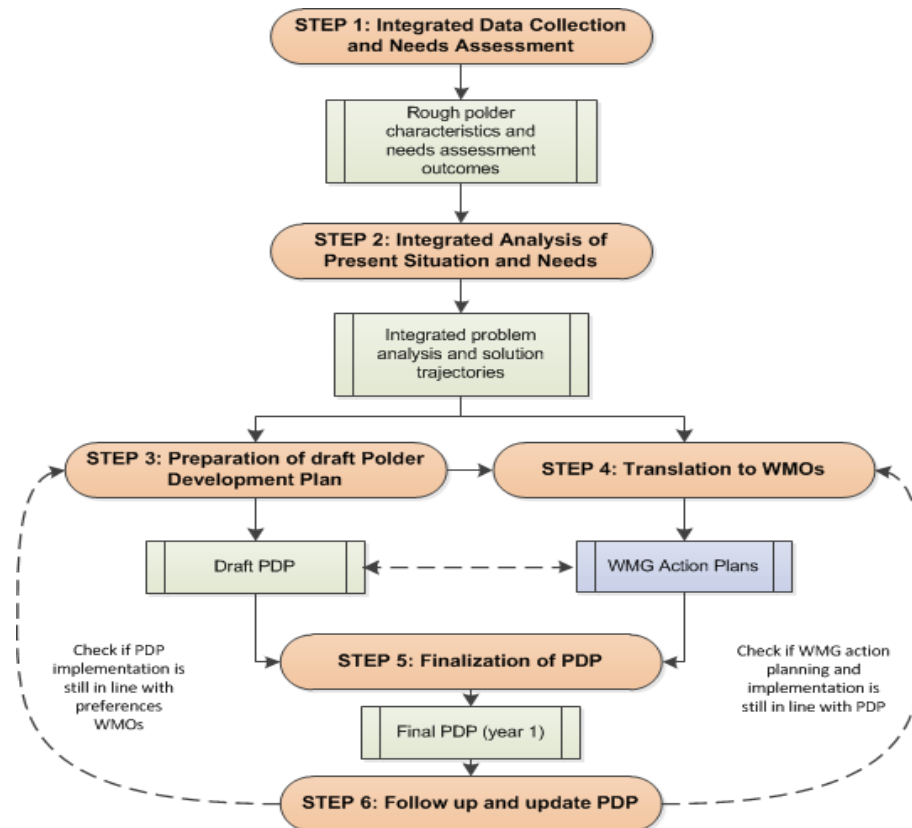 STEP 1: Integrated Data Collection
and Needs Assessment
Rough polder
characteristics and
needs assessment
outcomes
STEP 2: Integrated Analysis of
Present Situation and Needs
Integrated problem
analysis and solution
trajectories
STEP 3: Preparation of draft Polder
Development Plan
STEP 4: Translation to WMOs
Draft PDP
WMG Action Plans
Check if PDP
implementation is
still in line with
preferences
WMOs
STEP 5: Finalization of PDP
Check if WMG action
planning and
implementation is
still in line with PDP
Final PDP (year 1)
STEP 6: Follow up and update PDP